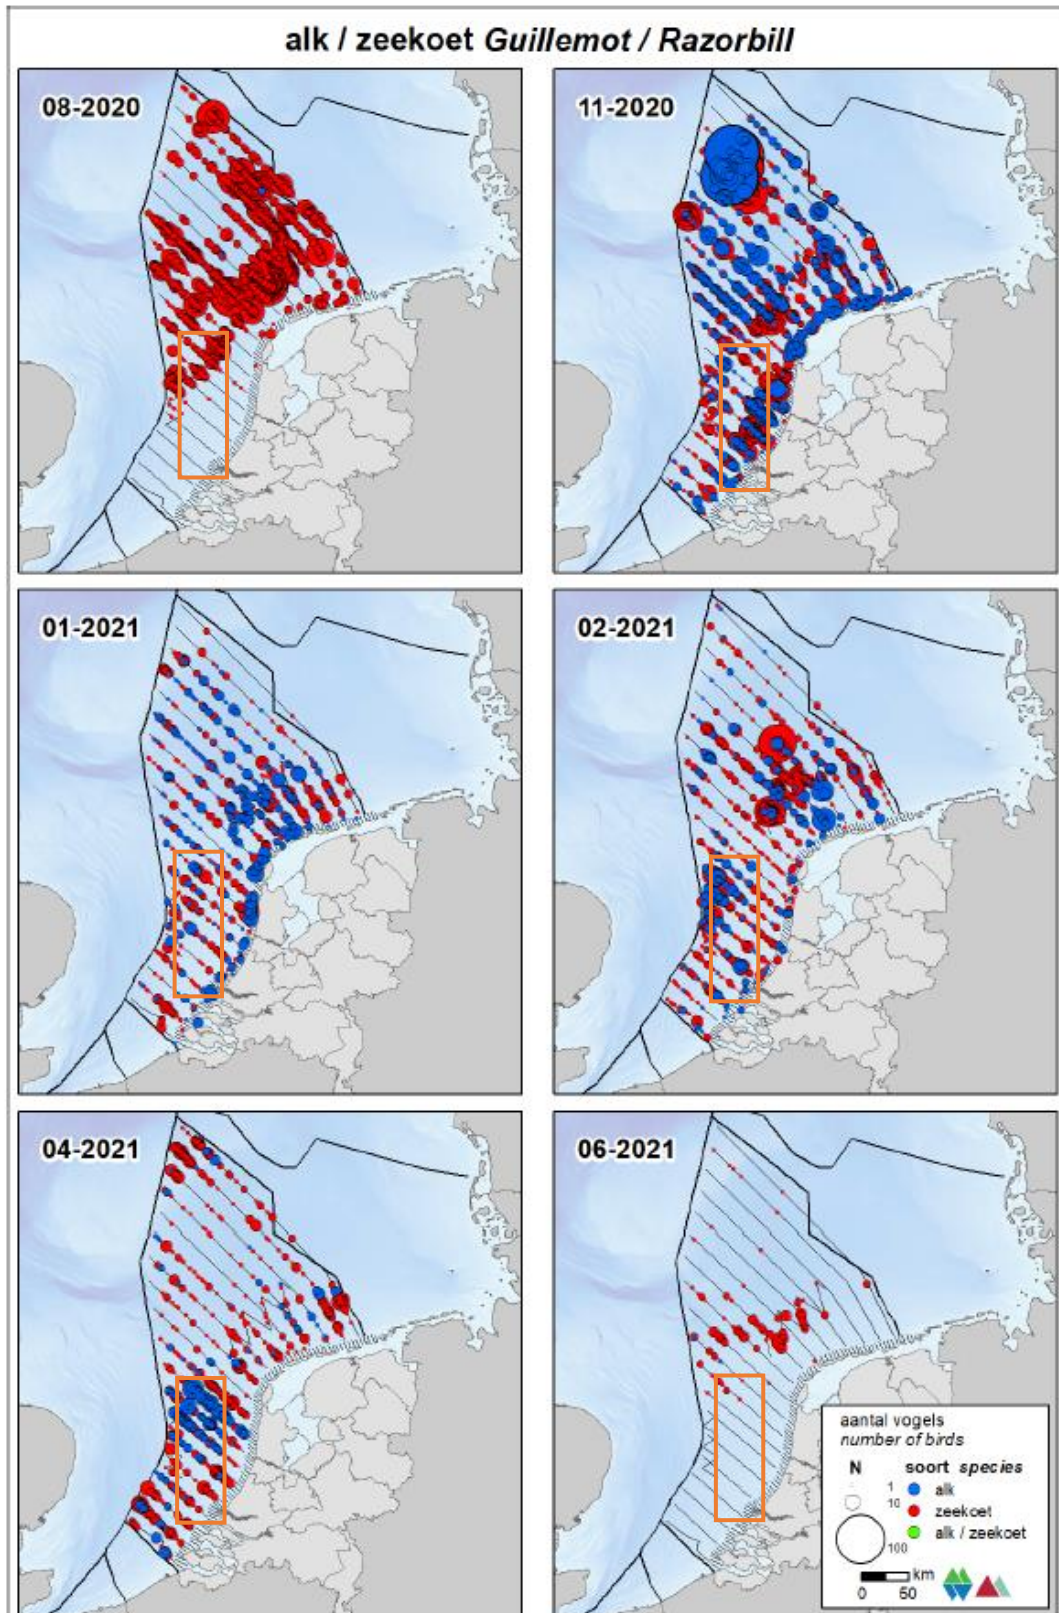 alk / zeekoet Guillemot / Razorbill
08-2020
11-2020
01-2021
02-2021
04-2021
06-2021
aantal vogels
number of birds
N soort species
1 alk
10 zeekoet
100 alk / zeekoet
km
0 50